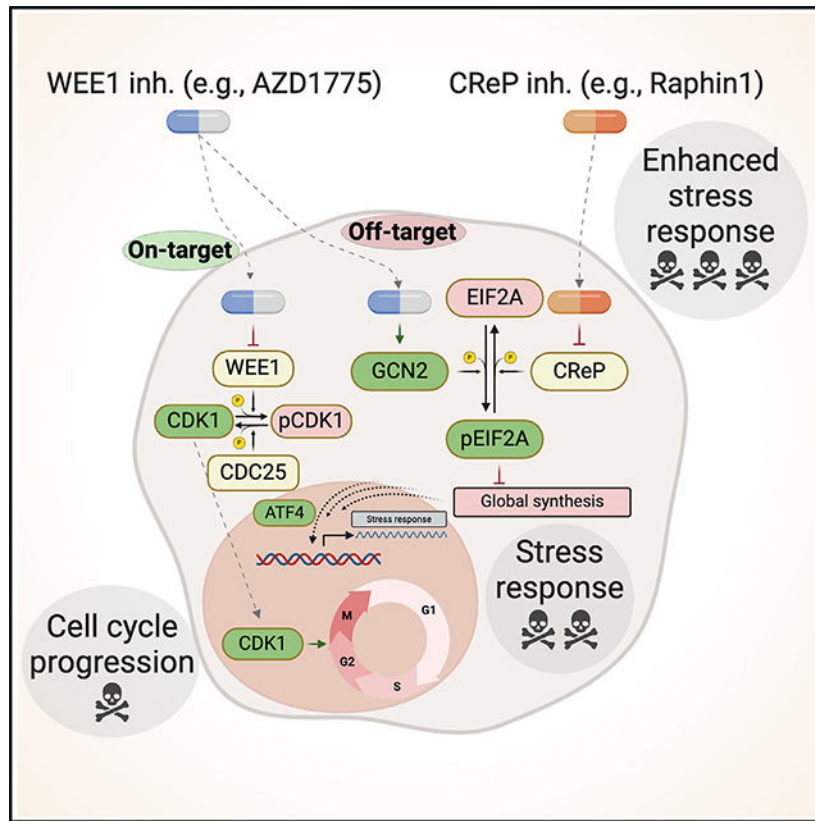 WEE1 inh. (e.g., AZD1775)
CReP inh. (e.g., Raphin1)
Enhanced
stress
response
On-target
Off-target
EIF2A
WEE1
GCN2
P
P
CReP
P
CDK1
pCDK1
P
pEIF2A
CDC25
Global synthesis
ATF4
Stress response
Stress
response
Cell cycle
progression
CDK1
M
G1
G2
S